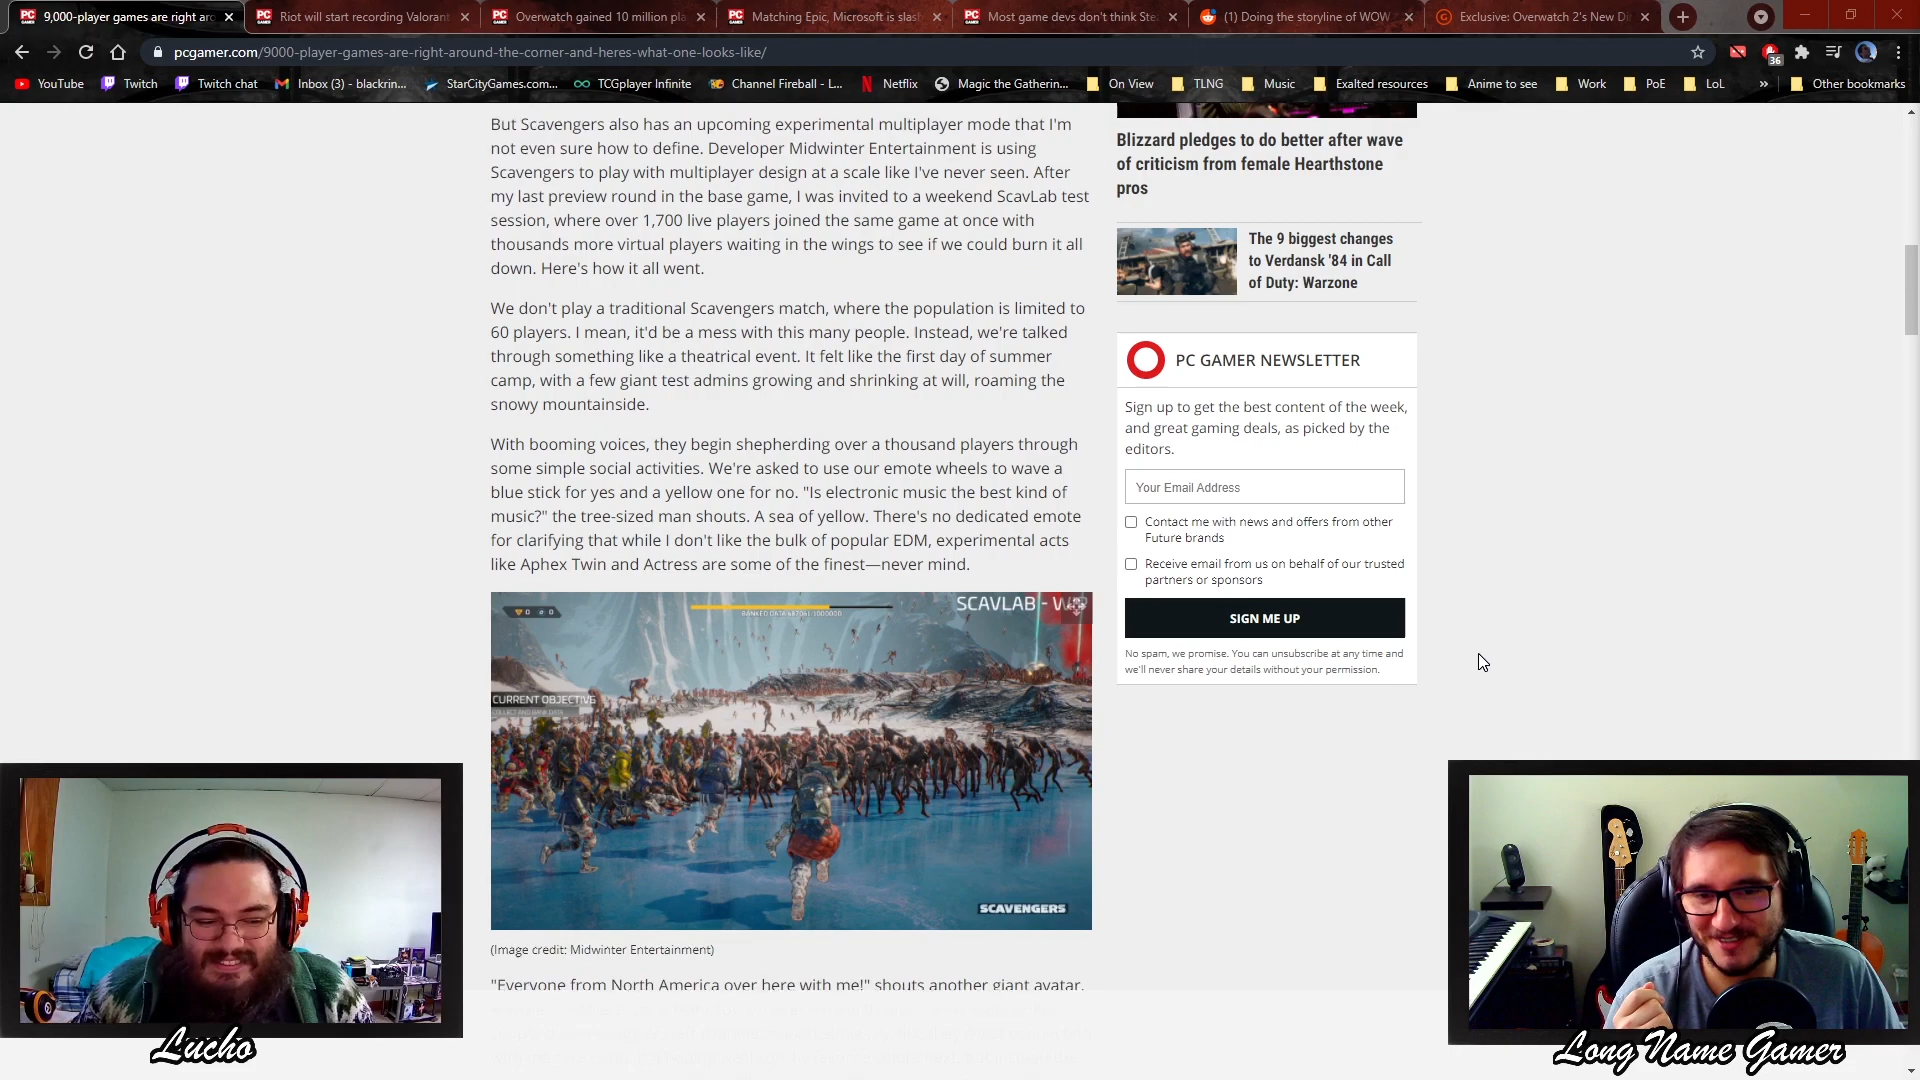 9,000-player games are right aro
Riot will start recording Valorant
Overwatch gained 10 million pla
Matching Epic, Microsoft is slash
Most game devs don't think Stea
(1) Doing the storyline of WOW
Exclusive: Overwatch 2's New Di
pcgamer.com/9000-player-games-are-right-around-the-corner-and-heres-what-one-looks-like/
36
YouTube
Twitch
Twitch chat
Inbox (3) - blackrin...
StarCityGames.com...
TCGplayer Infinite
Channel Fireball - L...
Netflix
Magic the Gatherin...
On View
TLNG
Music
Exalted resources
Anime to see
Work
PoE
LoL
»
Other bookmarks
But Scavengers also has an upcoming experimental multiplayer mode that I'm
not even sure how to define. Developer Midwinter Entertainment is using
Scavengers to play with multiplayer design at a scale like I've never seen. After
my last preview round in the base game, I was invited to a weekend ScavLab test
session, where over 1,700 live players joined the same game at once with
thousands more virtual players waiting in the wings to see if we could burn it all
down. Here's how it all went.
We don't play a traditional Scavengers match, where the population is limited to
60 players. I mean, it'd be a mess with this many people. Instead, we're talked
through something like a theatrical event. It felt like the first day of summer
camp, with a few giant test admins growing and shrinking at will, roaming the
snowy mountainside.
With booming voices, they begin shepherding over a thousand players through
some simple social activities. We're asked to use our emote wheels to wave a
blue stick for yes and a yellow one for no. "Is electronic music the best kind of
music?" the tree-sized man shouts. A sea of yellow. There's no dedicated emote
for clarifying that while I don't like the bulk of popular EDM, experimental acts
like Aphex Twin and Actress are some of the finest—never mind.
0 0
BANKED DATA 687061/1000000
SCAVLAB - W
CURRENT OBJECTIVE
COLLECT AND BANK DATA
SCAVENGERS
(Image credit: Midwinter Entertainment)
"Everyone from North America over here with me!" shouts another giant avatar.
Blizzard pledges to do better after wave
of criticism from female Hearthstone
pros
The 9 biggest changes
to Verdansk '84 in Call
of Duty: Warzone
PC GAMER NEWSLETTER
Sign up to get the best content of the week,
and great gaming deals, as picked by the
editors.
Your Email Address
Contact me with news and offers from other
Future brands
Receive email from us on behalf of our trusted
partners or sponsors
SIGN ME UP
No spam, we promise. You can unsubscribe at any time and
we'll never share your details without your permission.
Lucho
Long Name Gamer